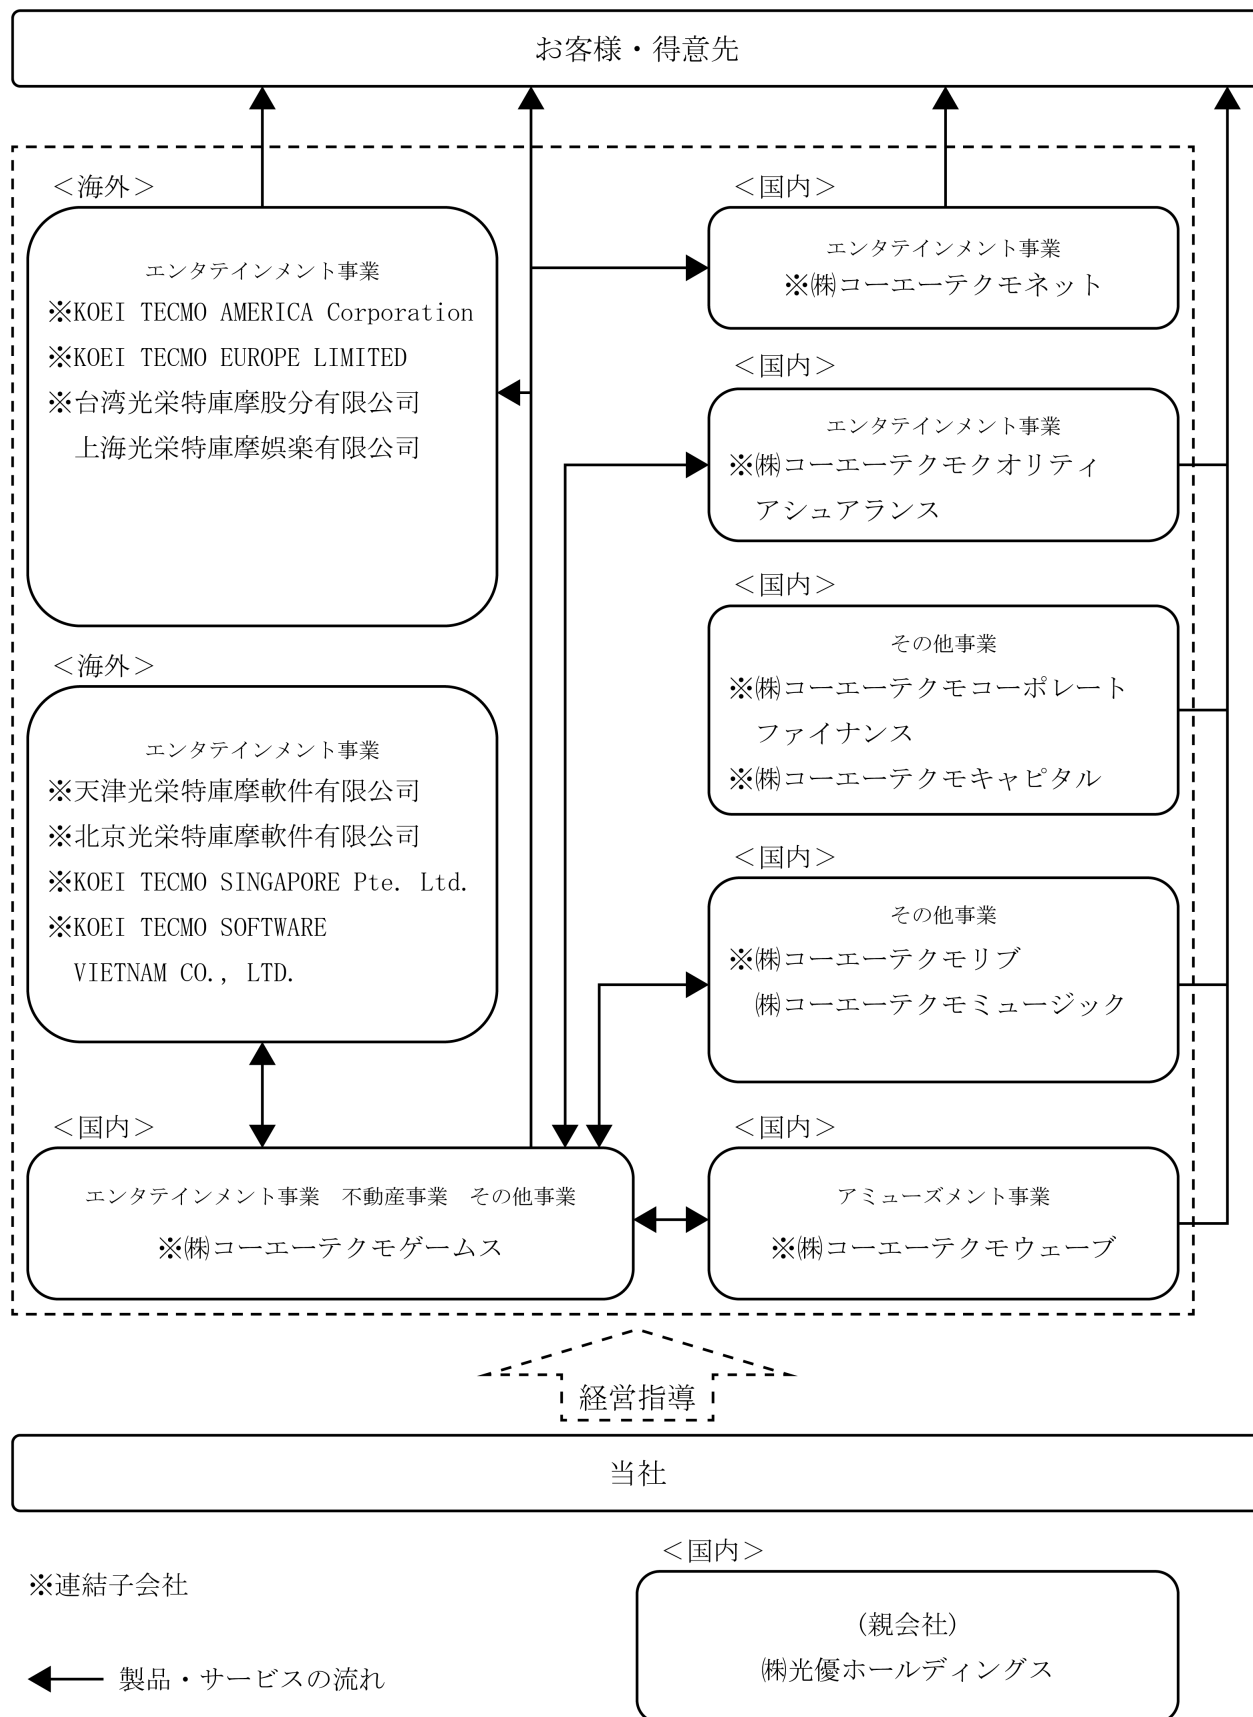 お客様・得意先
＜海外＞
エンタテインメント事業
※KOEI TECMO AMERICA Corporation
※KOEI TECMO EUROPE LIMITED
※台湾光栄特庫摩股分有限公司
上海光栄特庫摩娯楽有限公司
＜国内＞
エンタテインメント事業
※㈱コーエーテクモネット
＜国内＞
エンタテインメント事業
※㈱コーエーテクモクオリティ
アシュアランス
＜国内＞
その他事業
※㈱コーエーテクモコーポレート
ファイナンス
※㈱コーエーテクモキャピタル
＜海外＞
エンタテインメント事業
※天津光栄特庫摩軟件有限公司
※北京光栄特庫摩軟件有限公司
※KOEI TECMO SINGAPORE Pte. Ltd.
※KOEI TECMO SOFTWARE
VIETNAM CO., LTD.
＜国内＞
その他事業
※㈱コーエーテクモリブ
㈱コーエーテクモミュージック
＜国内＞
エンタテインメント事業　不動産事業　その他事業
※㈱コーエーテクモゲームス
＜国内＞
アミューズメント事業
※㈱コーエーテクモウェーブ
経営指導
当社
※連結子会社
製品・サービスの流れ
＜国内＞
（親会社）
㈱光優ホールディングス